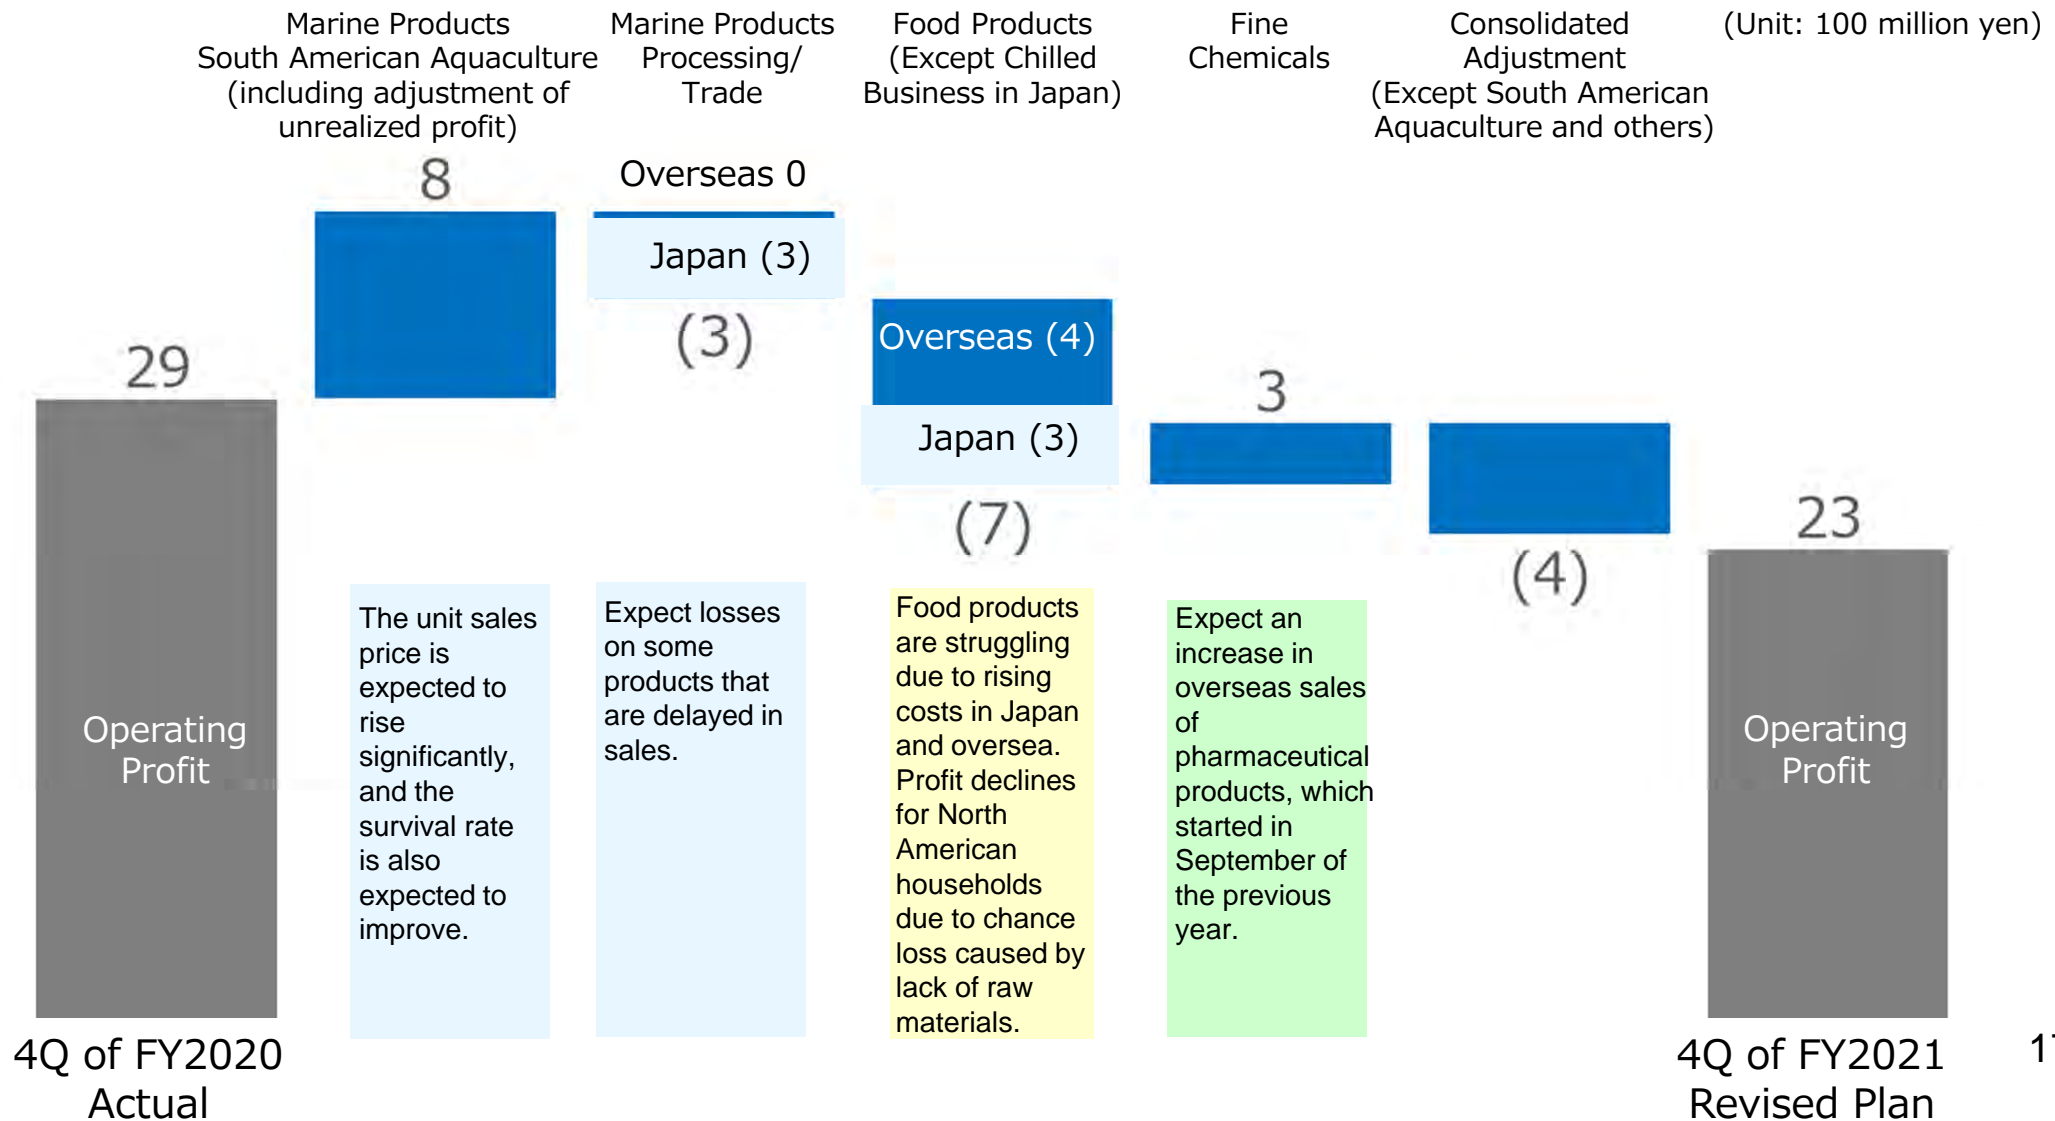 Marine Products
South American Aquaculture
(including adjustment of
unrealized profit)
Marine Products
Processing/
Trade
Food Products
(Except Chilled
Business in Japan)
Fine
Chemicals
Consolidated
Adjustment
(Except South American
Aquaculture and others)
(Unit: 100 million yen)
29
8
Overseas 0
Japan (3)
(3)
Overseas (4)
Japan (3)
(7)
3
(4)
23
Operating
Profit
The unit sales
price is
expected to
rise
significantly,
and the
survival rate
is also
expected to
improve.
Expect losses
on some
products that
are delayed in
sales.
Food products
are struggling
due to rising
costs in Japan
and oversea.
Profit declines
for North
American
households
due to chance
loss caused by
lack of raw
materials.
Expect an
increase in
overseas sales
of
pharmaceutical
products, which
started in
September of
the previous
year.
Operating
Profit
4Q of FY2020
Actual
4Q of FY2021
Revised Plan